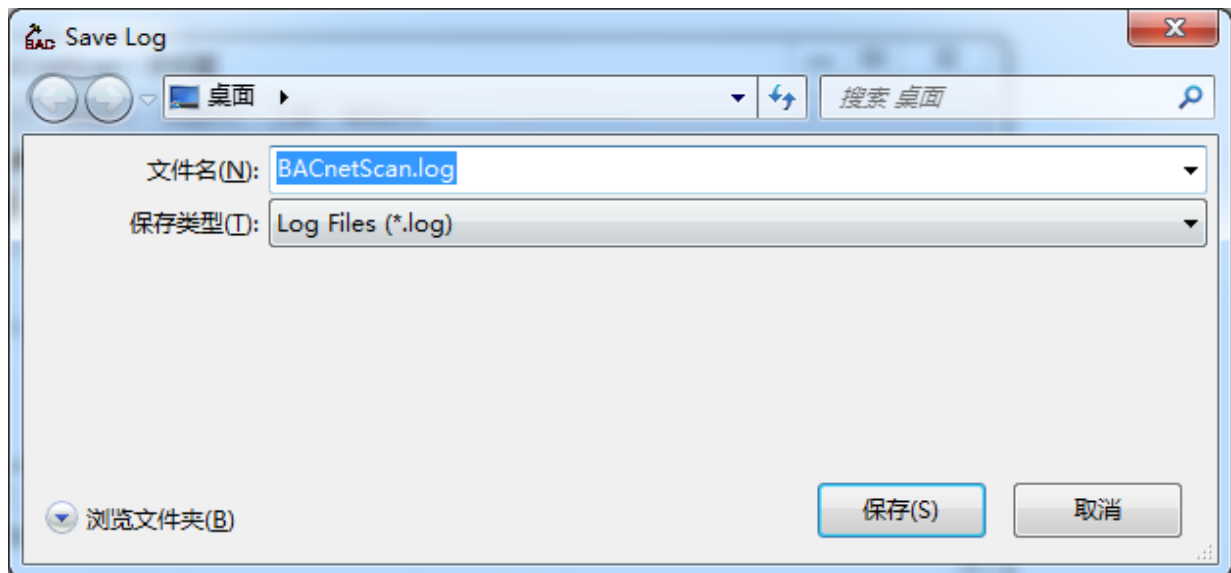 BAC Save Log
桌面
搜索 桌面
文件名(N): BACnetScan.log
保存类型(T): Log Files (*.log)
浏览文件夹(B)
保存(S)
取消